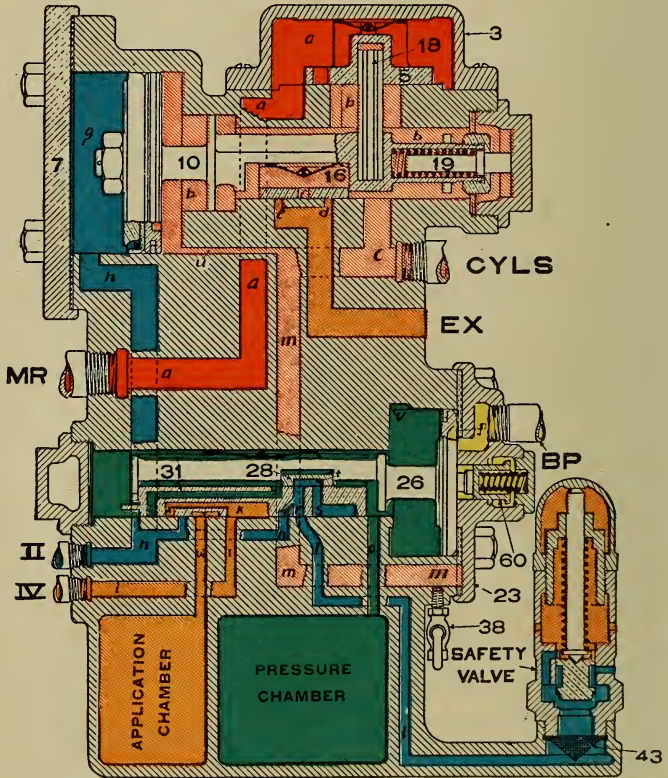 3
a
18
a
5
g
7
10
b
b
b
16
19
d
c
CYLS
h
u
a
m
EX
MR
a
BP
V
31
28
26
II
h
k
60
IV
m
m
23
38
APPLICATION
CHAMBER
PRESSURE
CHAMBER
SAFETY
VALVE
43